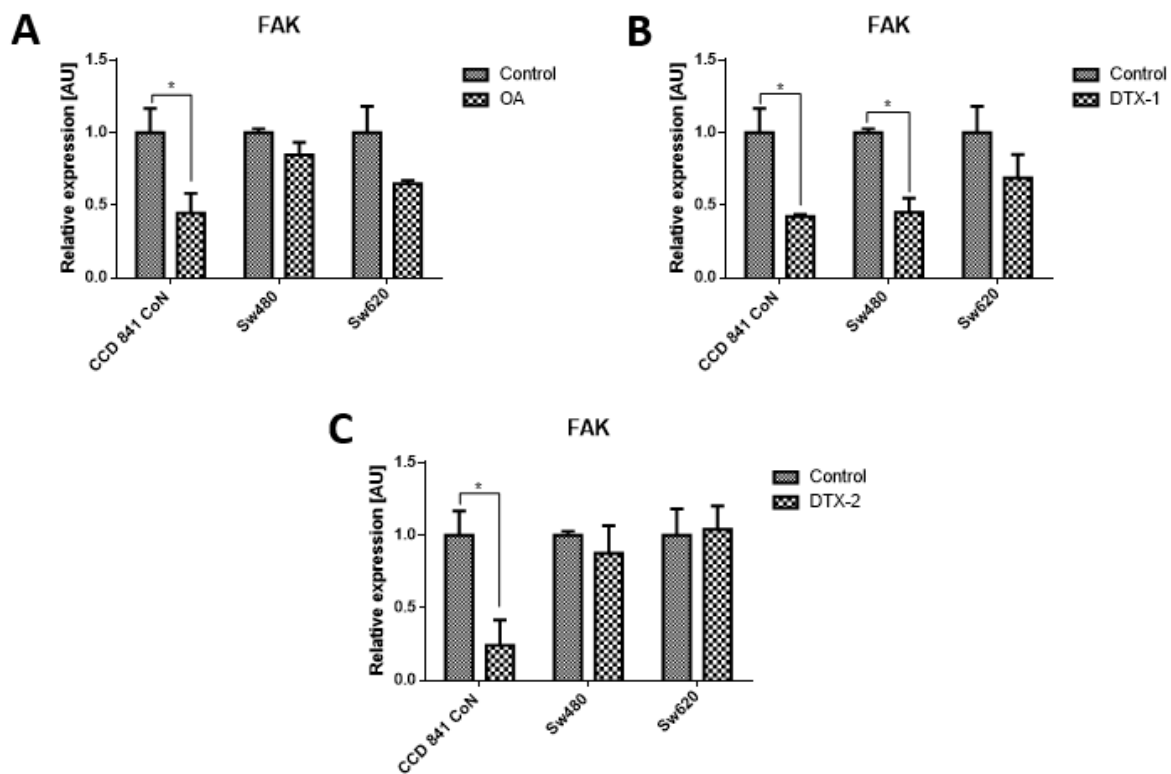 A
FAK
Relative expression [AU]
1.5
1.0
0.5
0.0
*
Control
OA
CCD 841 CoN
Sw480
Sw620
B
FAK
Relative expression [AU]
1.5
1.0
0.5
0.0
*
*
Control
DTX-1
CCD 841 CoN
Sw480
Sw620
C
FAK
Relative expression [AU]
1.5
1.0
0.5
0.0
*
Control
DTX-2
CCD 841 CoN
Sw480
Sw620